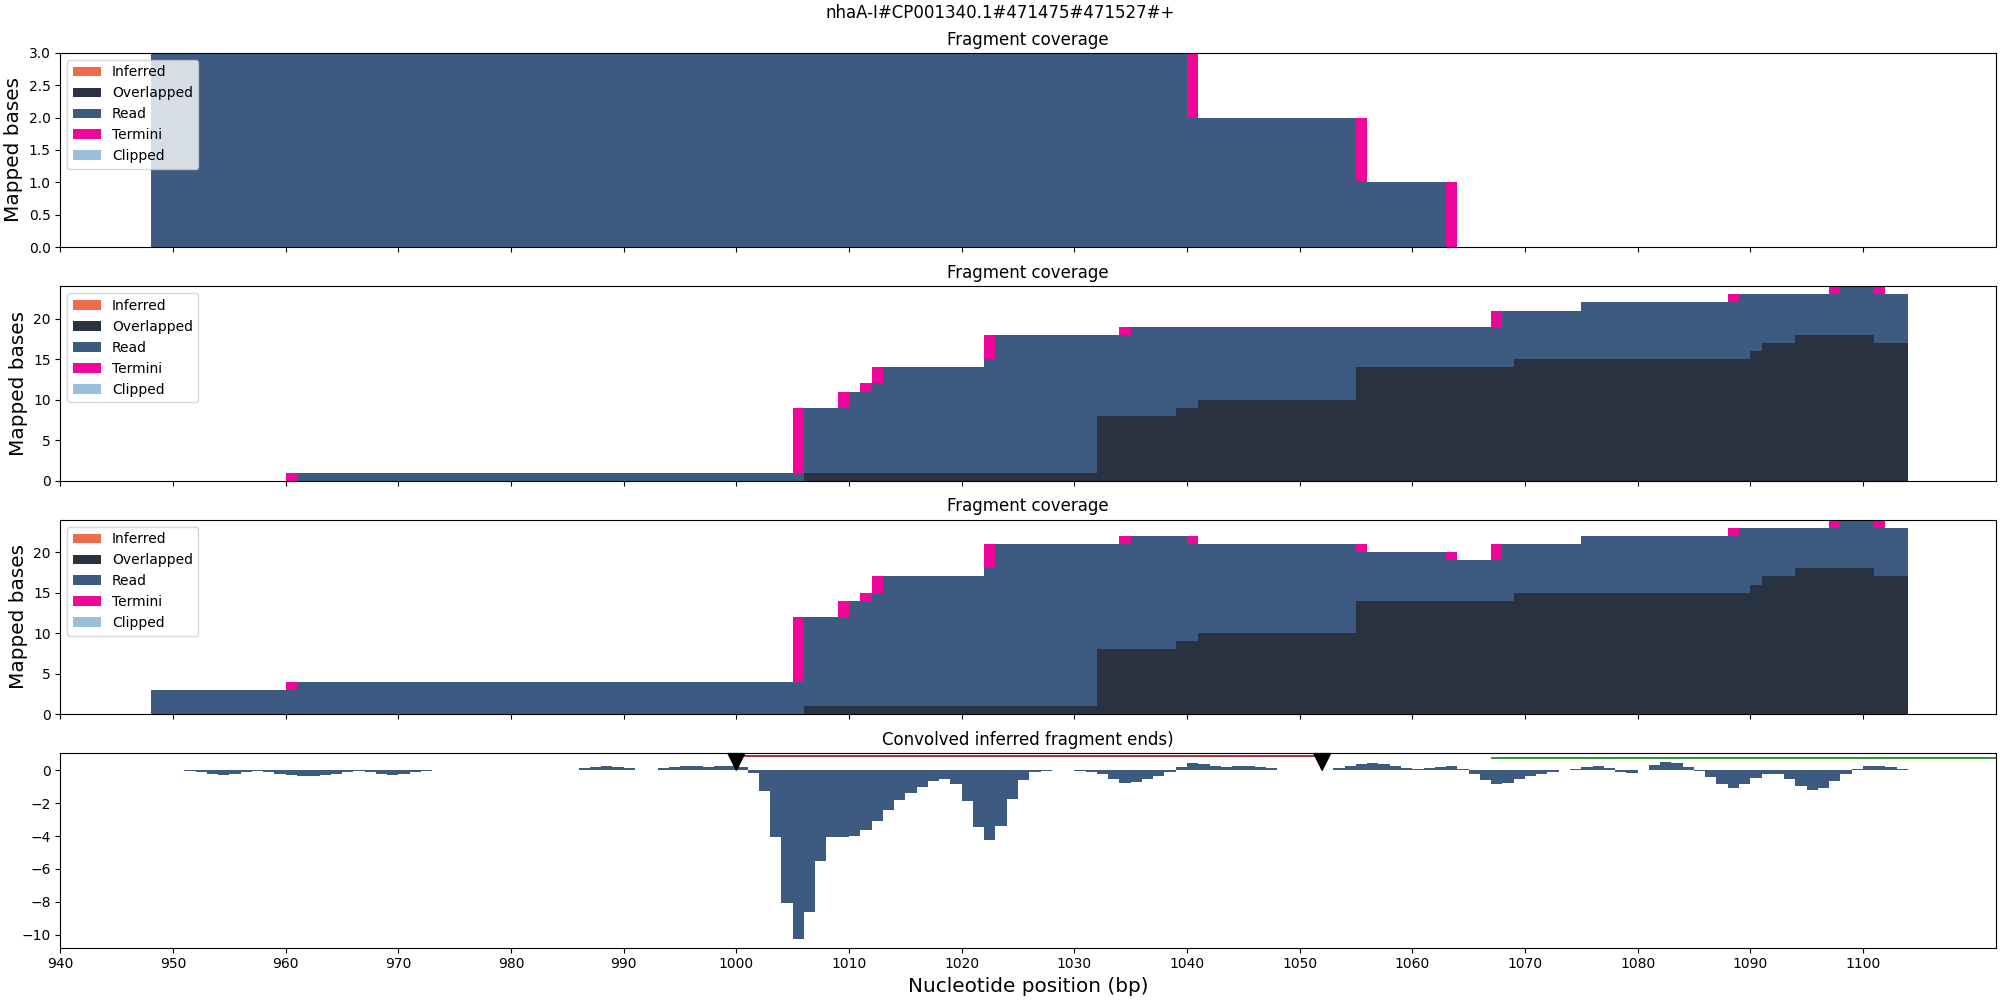 nhaA-I#CP001340.1#471475#471527#+
Fragment coverage
Mapped bases
3.0
2.5
2.0
1.5
1.0
0.5
0.0
Inferred
Overlapped
Read
Termini
Clipped
Fragment coverage
Mapped bases
20
15
10
5
0
Inferred
Overlapped
Read
Termini
Clipped
Fragment coverage
Mapped bases
20
15
10
5
0
Inferred
Overlapped
Read
Termini
Clipped
Convolved inferred fragment ends)
0
−2
−4
−6
−8
−10
940 950 960 970 980 990 1000 1010 1020 1030 1040 1050 1060 1070 1080 1090 1100
Nucleotide position (bp)